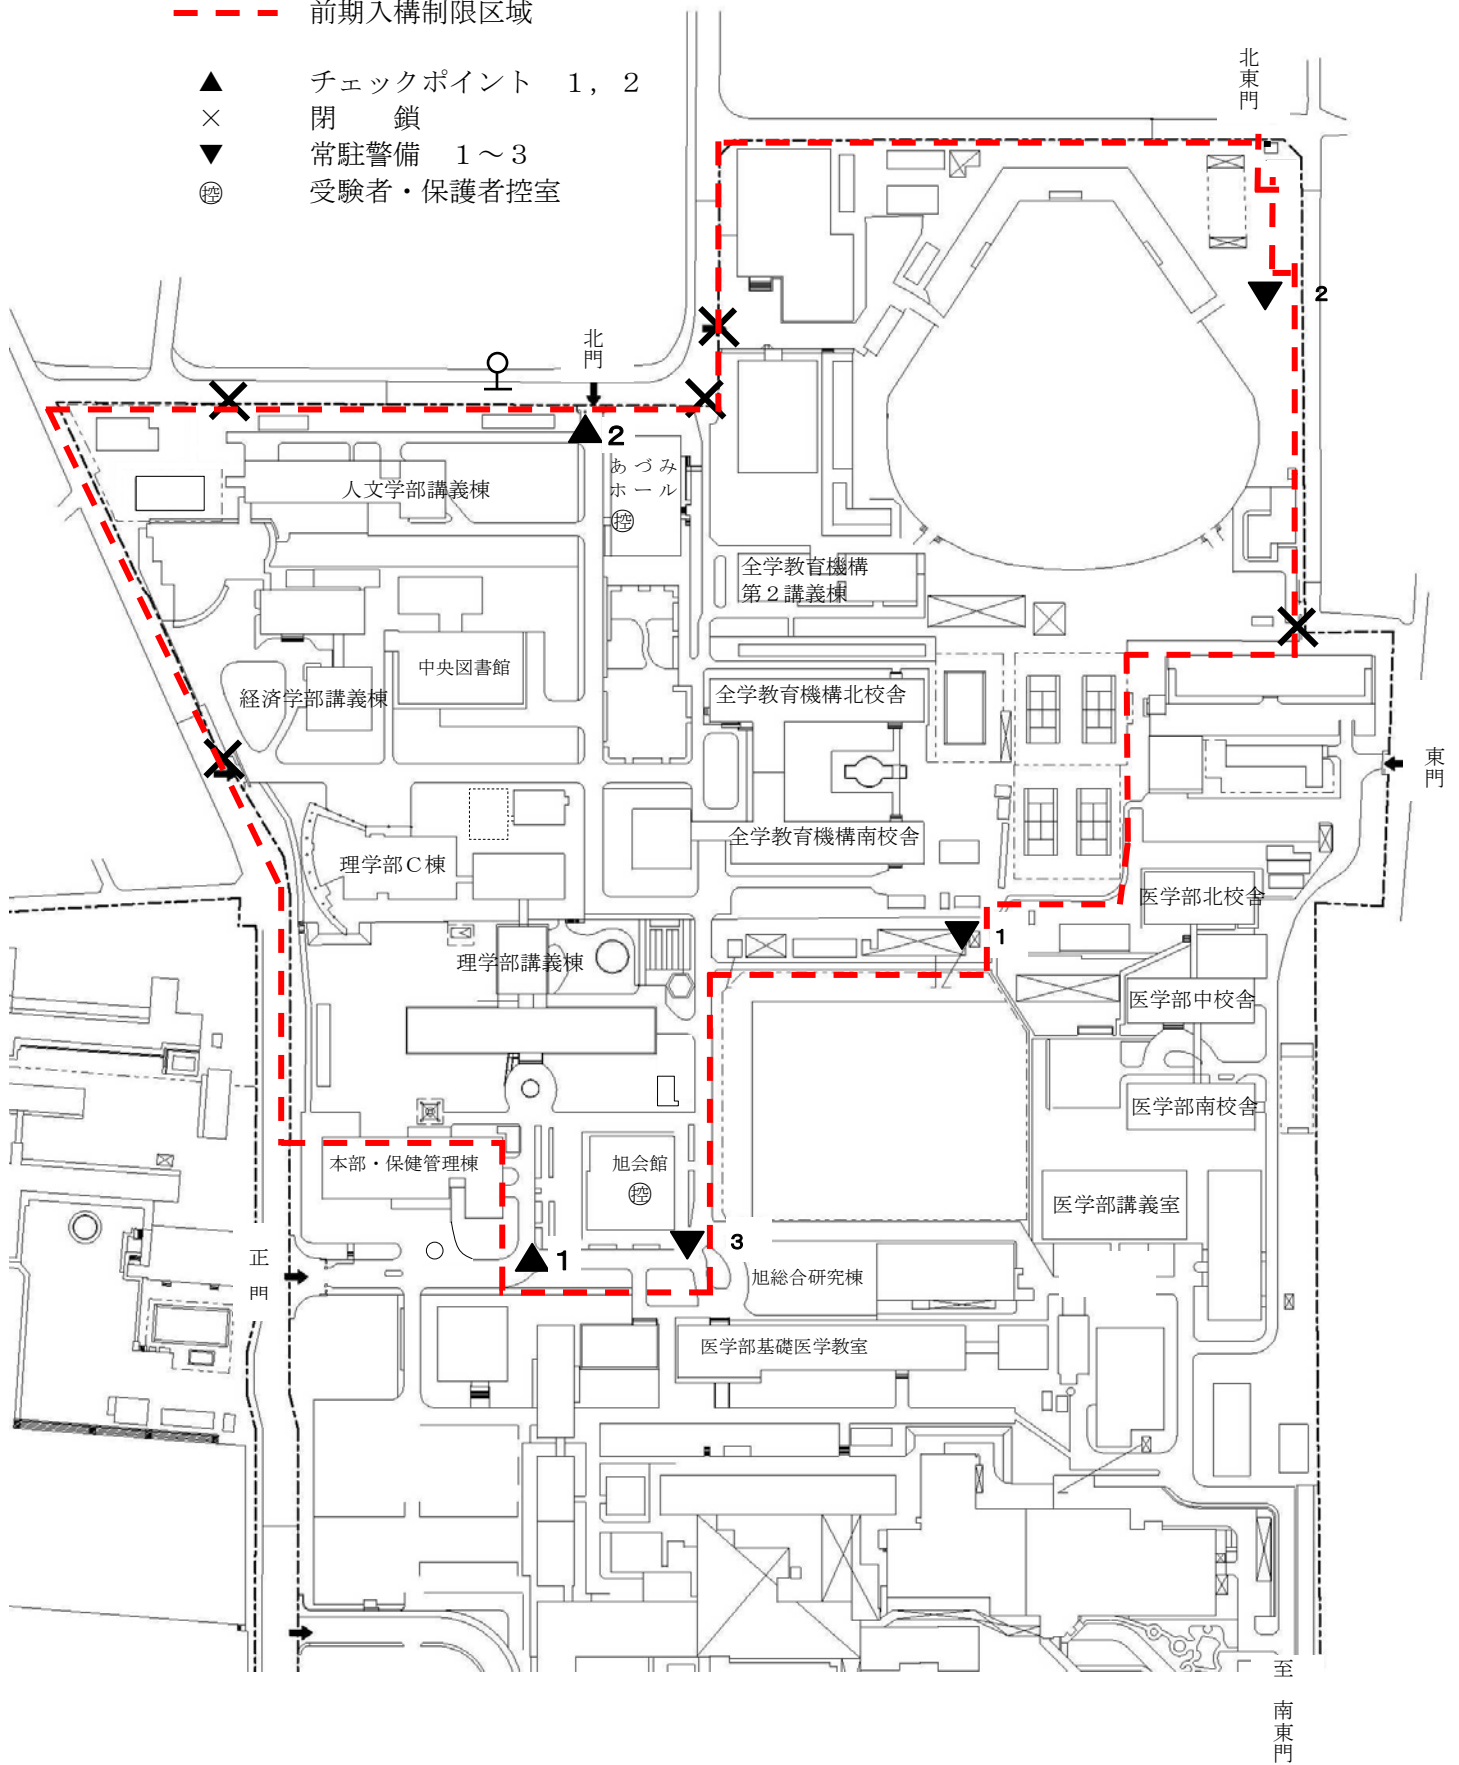 前期入構制限区域
▲ チェックポイント １，２
× 閉 鎖
▼ 常駐警備 １～３
㊢ 受験者・保護者控室
北東門
2
北門
2
あづみ
ホール
控
人文学部講義棟
全学教育機構
第２講義棟
中央図書館
経済学部講義棟
全学教育機構北校舎
東門
全学教育機構南校舎
理学部Ｃ棟
医学部北校舎
1
理学部講義棟
医学部中校舎
医学部南校舎
本部・保健管理棟
旭会館
控
医学部講義室
正門
1
3
旭総合研究棟
医学部基礎医学教室
至 南東門